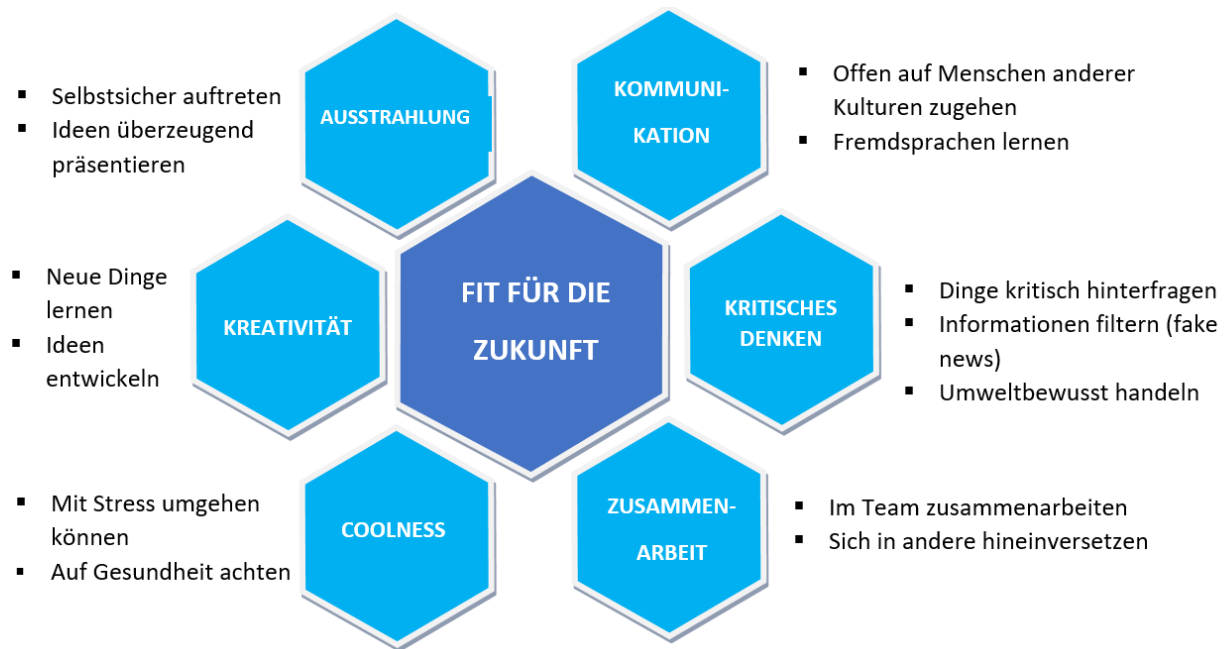 ▪ Selbstsicher auftreten
▪ Ideen überzeugend
präsentieren
AUSSTRAHLUNG
KOMMUNI-
KATION
▪ Offen auf Menschen anderer
Kulturen zugehen
▪ Fremdsprachen lernen
▪ Neue Dinge
lernen
▪ Ideen
entwickeln
KREATIVITÄT
FIT FÜR DIE
ZUKUNFT
KRITISCHES
DENKEN
▪ Dinge kritisch hinterfragen
▪ Informationen filtern (fake
news)
▪ Umweltbewusst handeln
▪ Mit Stress umgehen
können
▪ Auf Gesundheit achten
COOLNESS
ZUSAMMEN-
ARBEIT
▪ Im Team zusammenarbeiten
▪ Sich in andere hineinversetzen